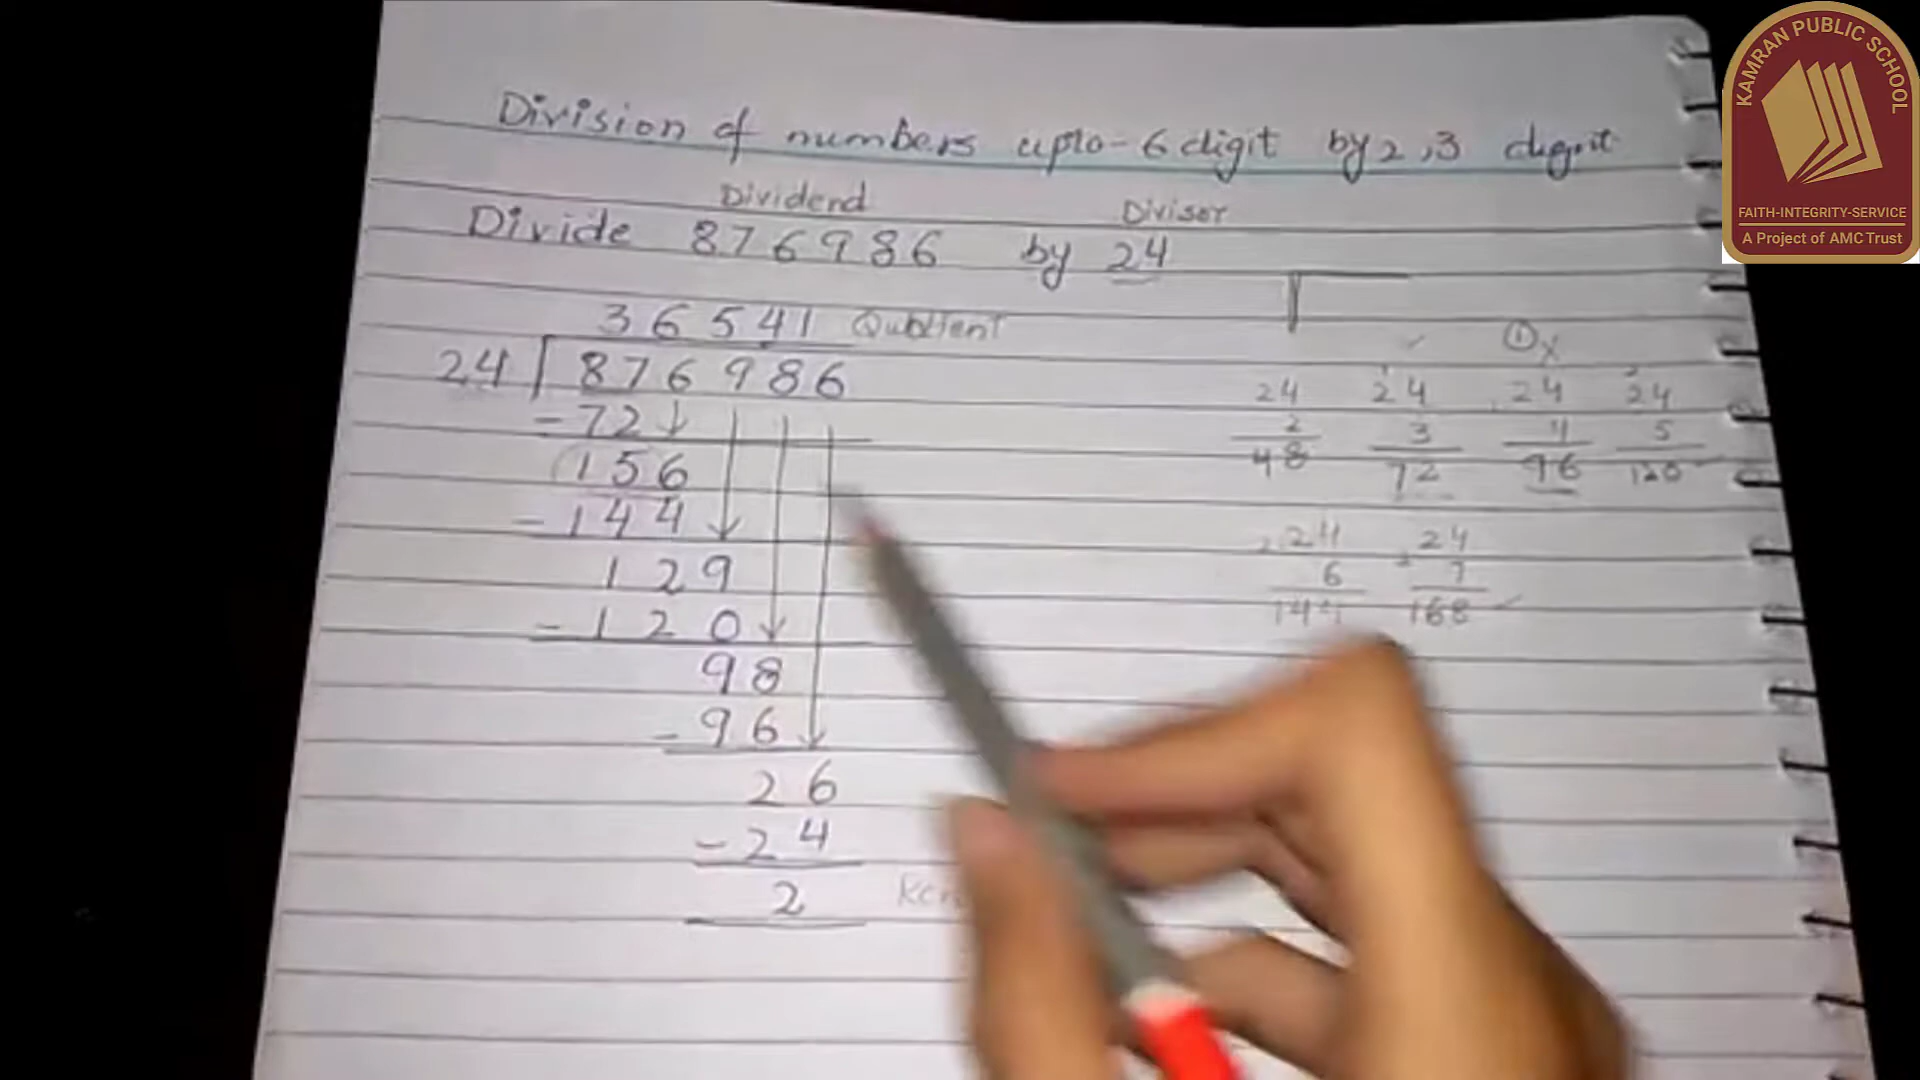 KAMRAN PUBLIC SCHOOL
FAITH-INTEGRITY-SERVICE
A Project of AMC Trust
Division of numbers upto-6 digit by 2,3 digit
Dividend Divisor
Divide 876986 by 24
36541 Quotient
24 876986
-72
156
-144
129
-120
98
-96
26
-24
2
1 X
24 24 24 24
2 3 4 5
48 72 96 120
24 24
6 7
144 168